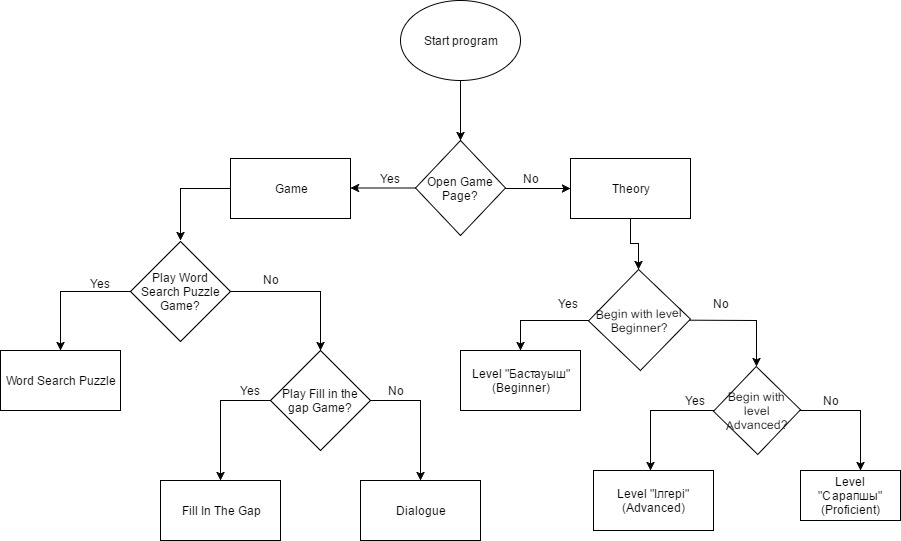 Start program
Open Game
Page?
Yes
No
Game
Theory
Play Word
Search Puzzle
Game?
Yes
No
Begin with level
Beginner?
Yes
No
Word Search Puzzle
Play Fill in the
gap Game?
Yes
No
Level "Бастауыш"
(Beginner)
Begin with
level
Advanced?
Yes
No
Fill In The Gap
Dialogue
Level "Ілгері"
(Advanced)
Level
"Сарапшы"
(Proficient)